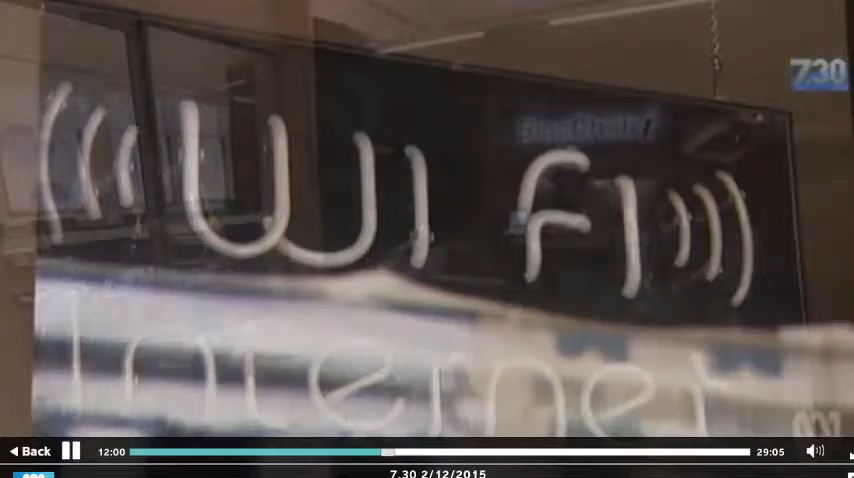 7.30
WI FI
Internet
Back
12:00
29:05
7.30 2/12/2015